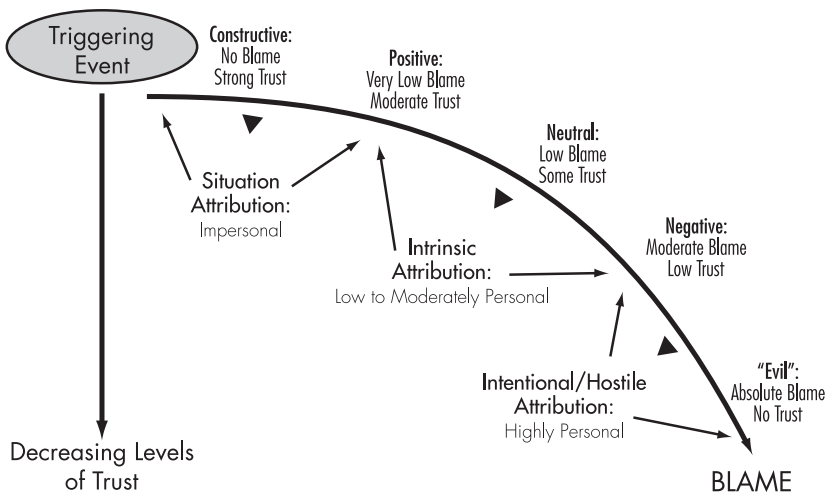 Triggering
Event
Constructive:
No Blame
Strong Trust
Positive:
Very Low Blame
Moderate Trust
Neutral:
Low Blame
Some Trust
Situation
Attribution:
Impersonal
Negative:
Moderate Blame
Low Trust
Intrinsic
Attribution:
Low to Moderately Personal
"Evil":
Absolute Blame
No Trust
Intentional/Hostile
Attribution:
Highly Personal
Decreasing Levels
of Trust
BLAME